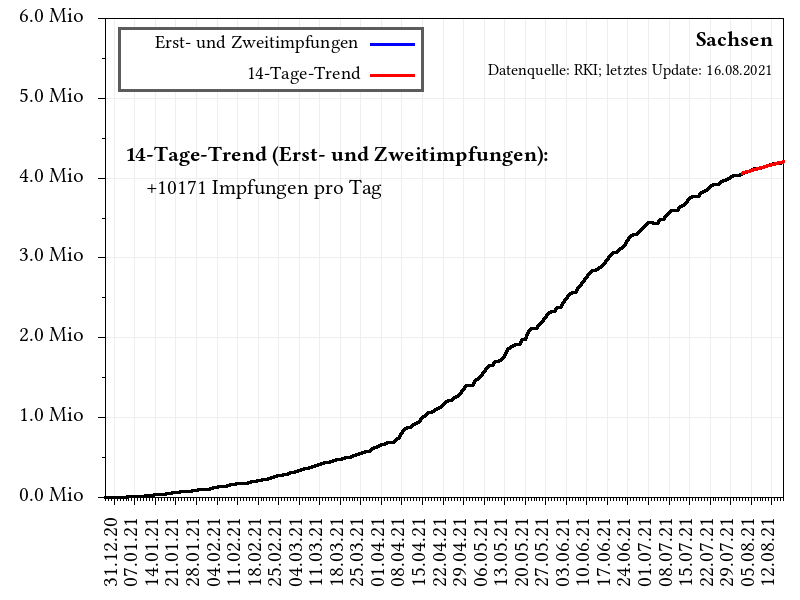 6.0 Mio
5.0 Mio
4.0 Mio
3.0 Mio
2.0 Mio
1.0 Mio
0.0 Mio
Erst- und Zweitimpfungen
14-Tage-Trend
Sachsen
Datenquelle: RKI; letztes Update: 16.08.2021
14-Tage-Trend (Erst- und Zweitimpfungen):
+10171 Impfungen pro Tag
31.12.20
07.01.21
14.01.21
21.01.21
28.01.21
04.02.21
11.02.21
18.02.21
25.02.21
04.03.21
11.03.21
18.03.21
25.03.21
01.04.21
08.04.21
15.04.21
22.04.21
29.04.21
06.05.21
13.05.21
20.05.21
27.05.21
03.06.21
10.06.21
17.06.21
24.06.21
01.07.21
08.07.21
15.07.21
22.07.21
29.07.21
05.08.21
12.08.21